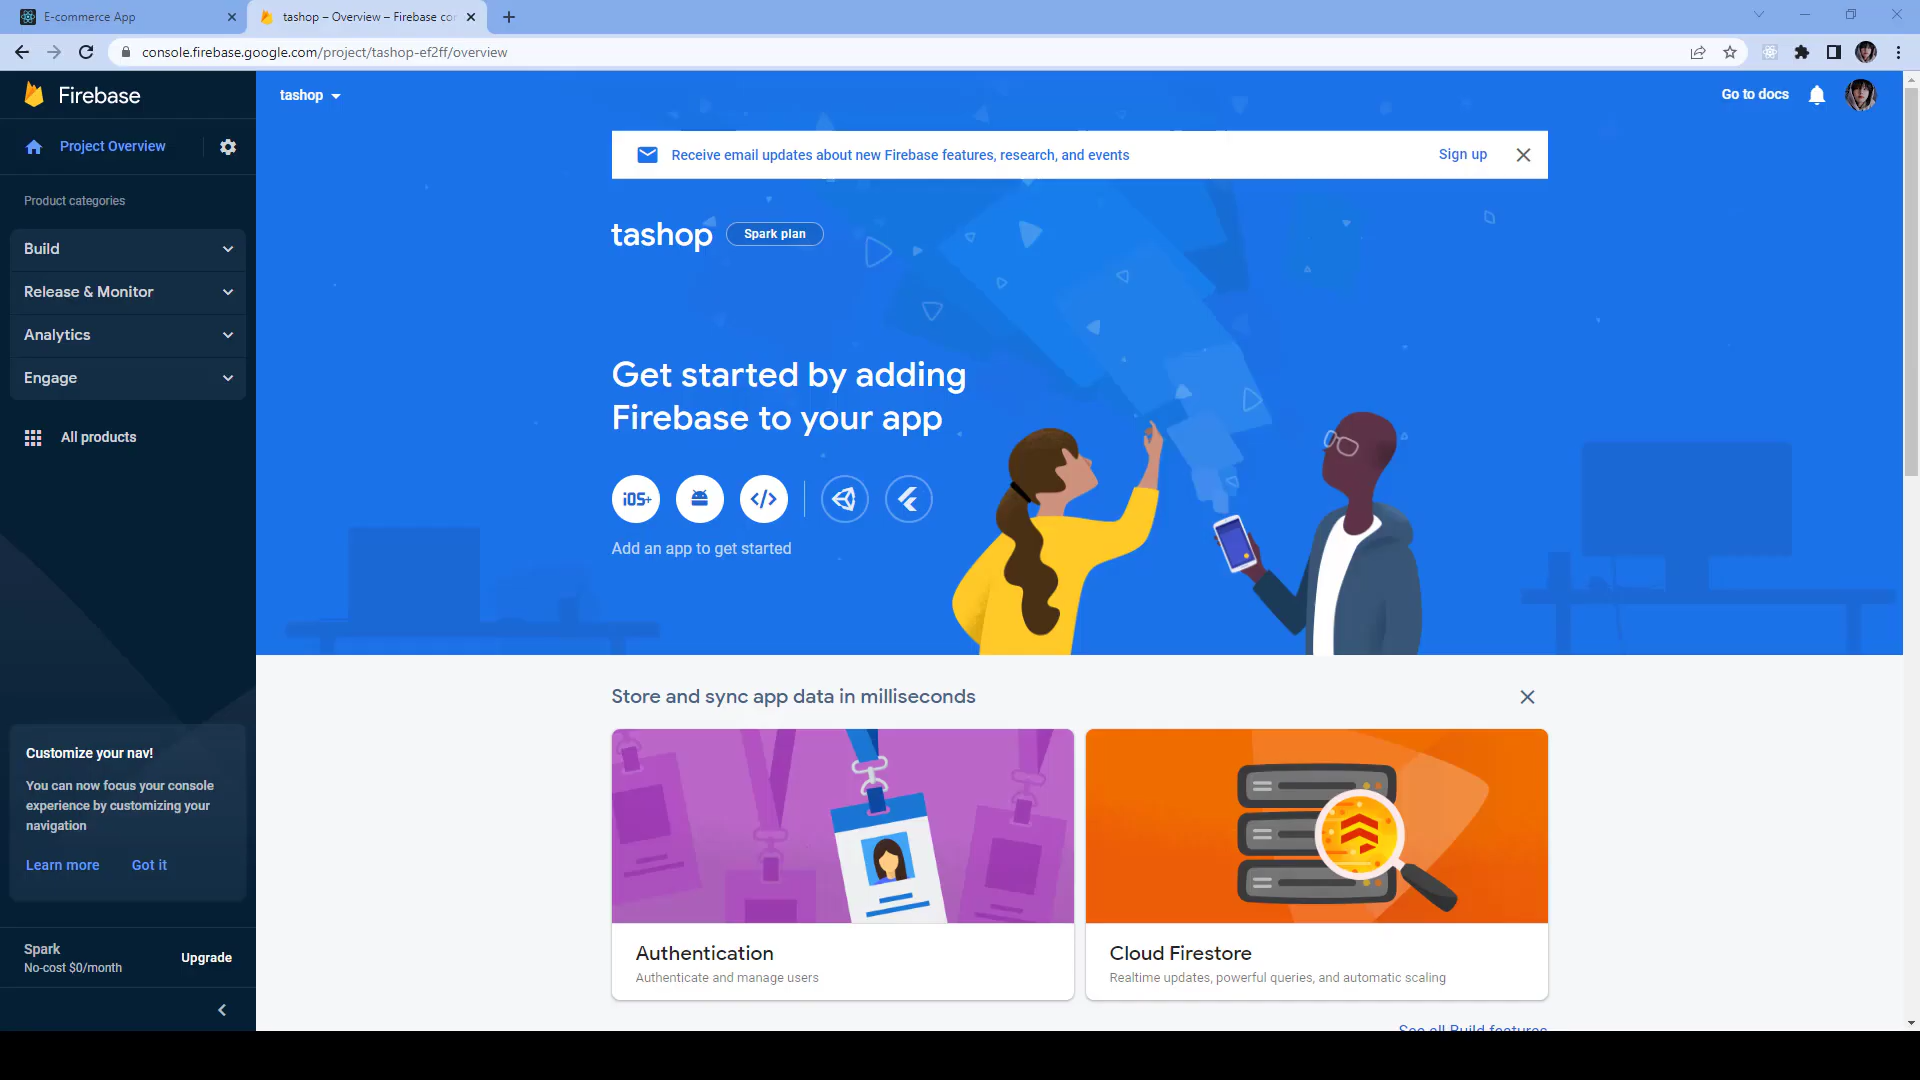 E-commerce App
tashop – Overview – Firebase co
console.firebase.google.com/project/tashop-ef2ff/overview
Firebase
tashop
Go to docs
Project Overview
Receive email updates about new Firebase features, research, and events
Sign up
Product categories
Build
Release & Monitor
Analytics
Engage
All products
tashop
Spark plan
Get started by adding
Firebase to your app
iOS+
Add an app to get started
Store and sync app data in milliseconds
Customize your nav!
You can now focus your console
experience by customizing your
navigation
Learn more
Got it
Authentication
Authenticate and manage users
Cloud Firestore
Realtime updates, powerful queries, and automatic scaling
Spark
No-cost $0/month
Upgrade
See all Build features